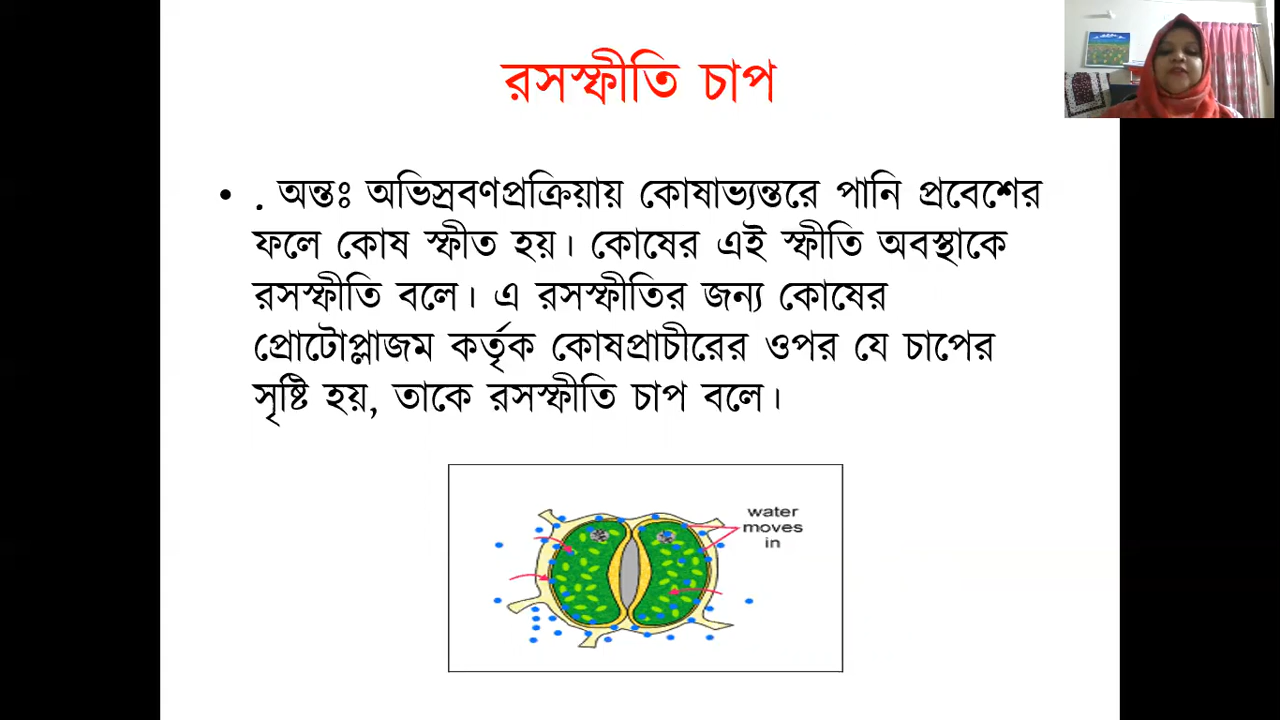 রসস্ফীতি চাপ
• . অন্তঃ অভিস্রবণপ্রক্রিয়ায় কোষাভ্যন্তরে পানি প্রবেশের
ফলে কোষ স্ফীত হয়। কোষের এই স্ফীতি অবস্থাকে
রসস্ফীতি বলে। এ রসস্ফীতির জন্য কোষের
প্রোটোপ্লাজম কর্তৃক কোষপ্রাচীরের ওপর যে চাপের
সৃষ্টি হয়, তাকে রসস্ফীতি চাপ বলে।
water
moves
in